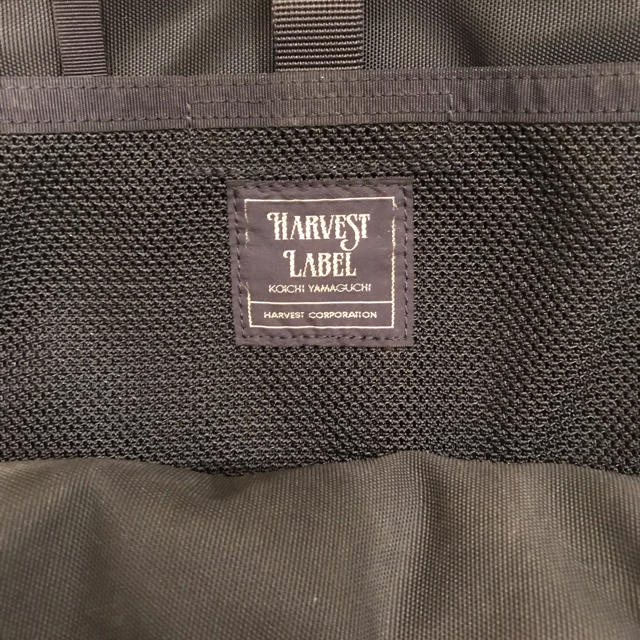 HARVEST
LABEL
KOICHI YAMAGUCHI
HARVEST CORPORATION